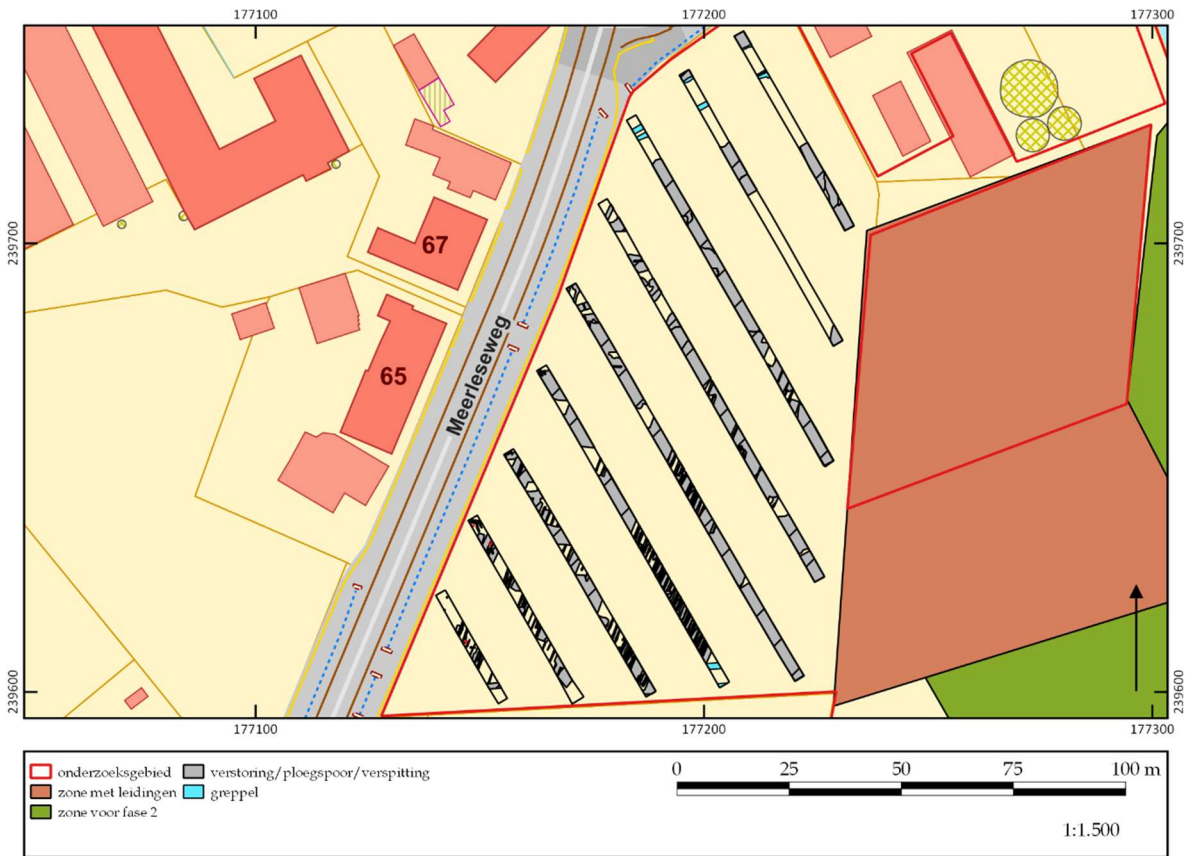 177100 177200 177300
67
239700 239700
65
Meerleseweg
239600 239600
177100 177200 177300
onderzoeksgebied
zone met leidingen
zone voor fase 2
verstoring/ploegspoor/verspitting
greppel
0 25 50 75 100 m
1:1.500